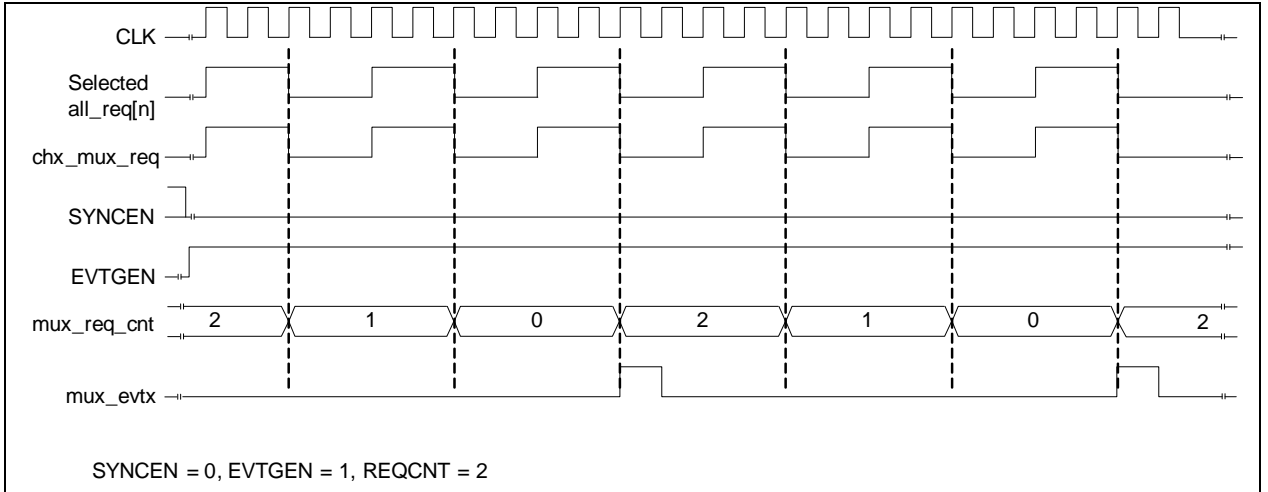 CLK
Selected
all_req[n]
chx_mux_req
SYNCEN
EVTGEN
mux_req_cnt 2 1 0 2 1 0 2
mux_evtx
SYNCEN = 0, EVTGEN = 1, REQCNT = 2